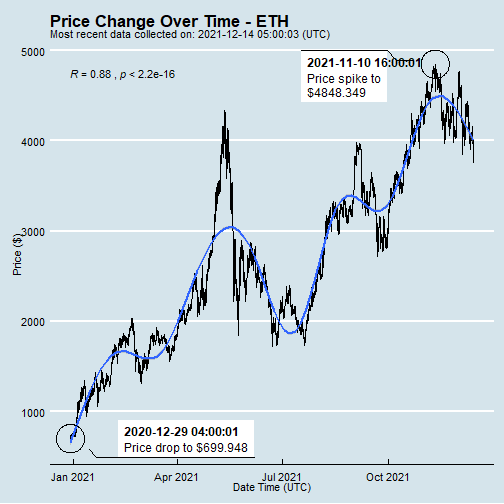 Price Change Over Time - ETH
Most recent data collected on: 2021-12-14 05:00:03 (UTC)
5000
2021-11-10 16:00:01
Price spike to
$4848.349
R = 0.88 , p < 2.2e-16
4000
3000
Price ($)
2000
1000
2020-12-29 04:00:01
Price drop to $699.948
Jan 2021
Apr 2021
Jul 2021
Oct 2021
Date Time (UTC)